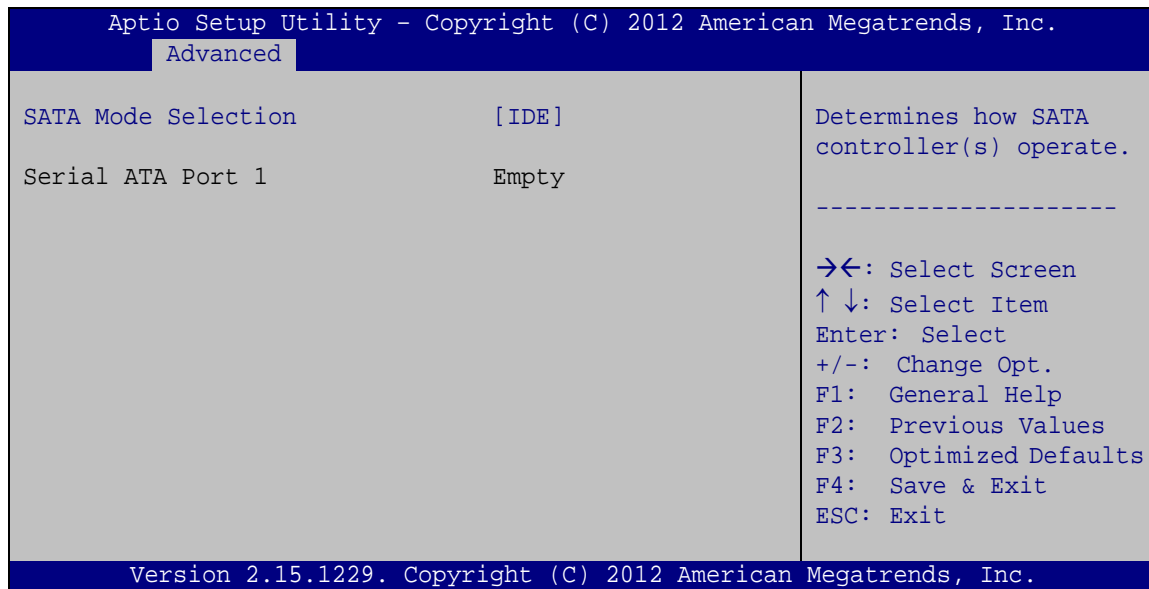 Aptio Setup Utility – Copyright (C) 2012 American Megatrends, Inc.
Advanced
SATA Mode Selection [IDE]
Serial ATA Port 1 Empty
Determines how SATA
controller(s) operate.
---------------------
→←: Select Screen
↑ ↓: Select Item
Enter: Select
+/-: Change Opt.
F1: General Help
F2: Previous Values
F3: Optimized Defaults
F4: Save & Exit
ESC: Exit
Version 2.15.1229. Copyright (C) 2012 American Megatrends, Inc.